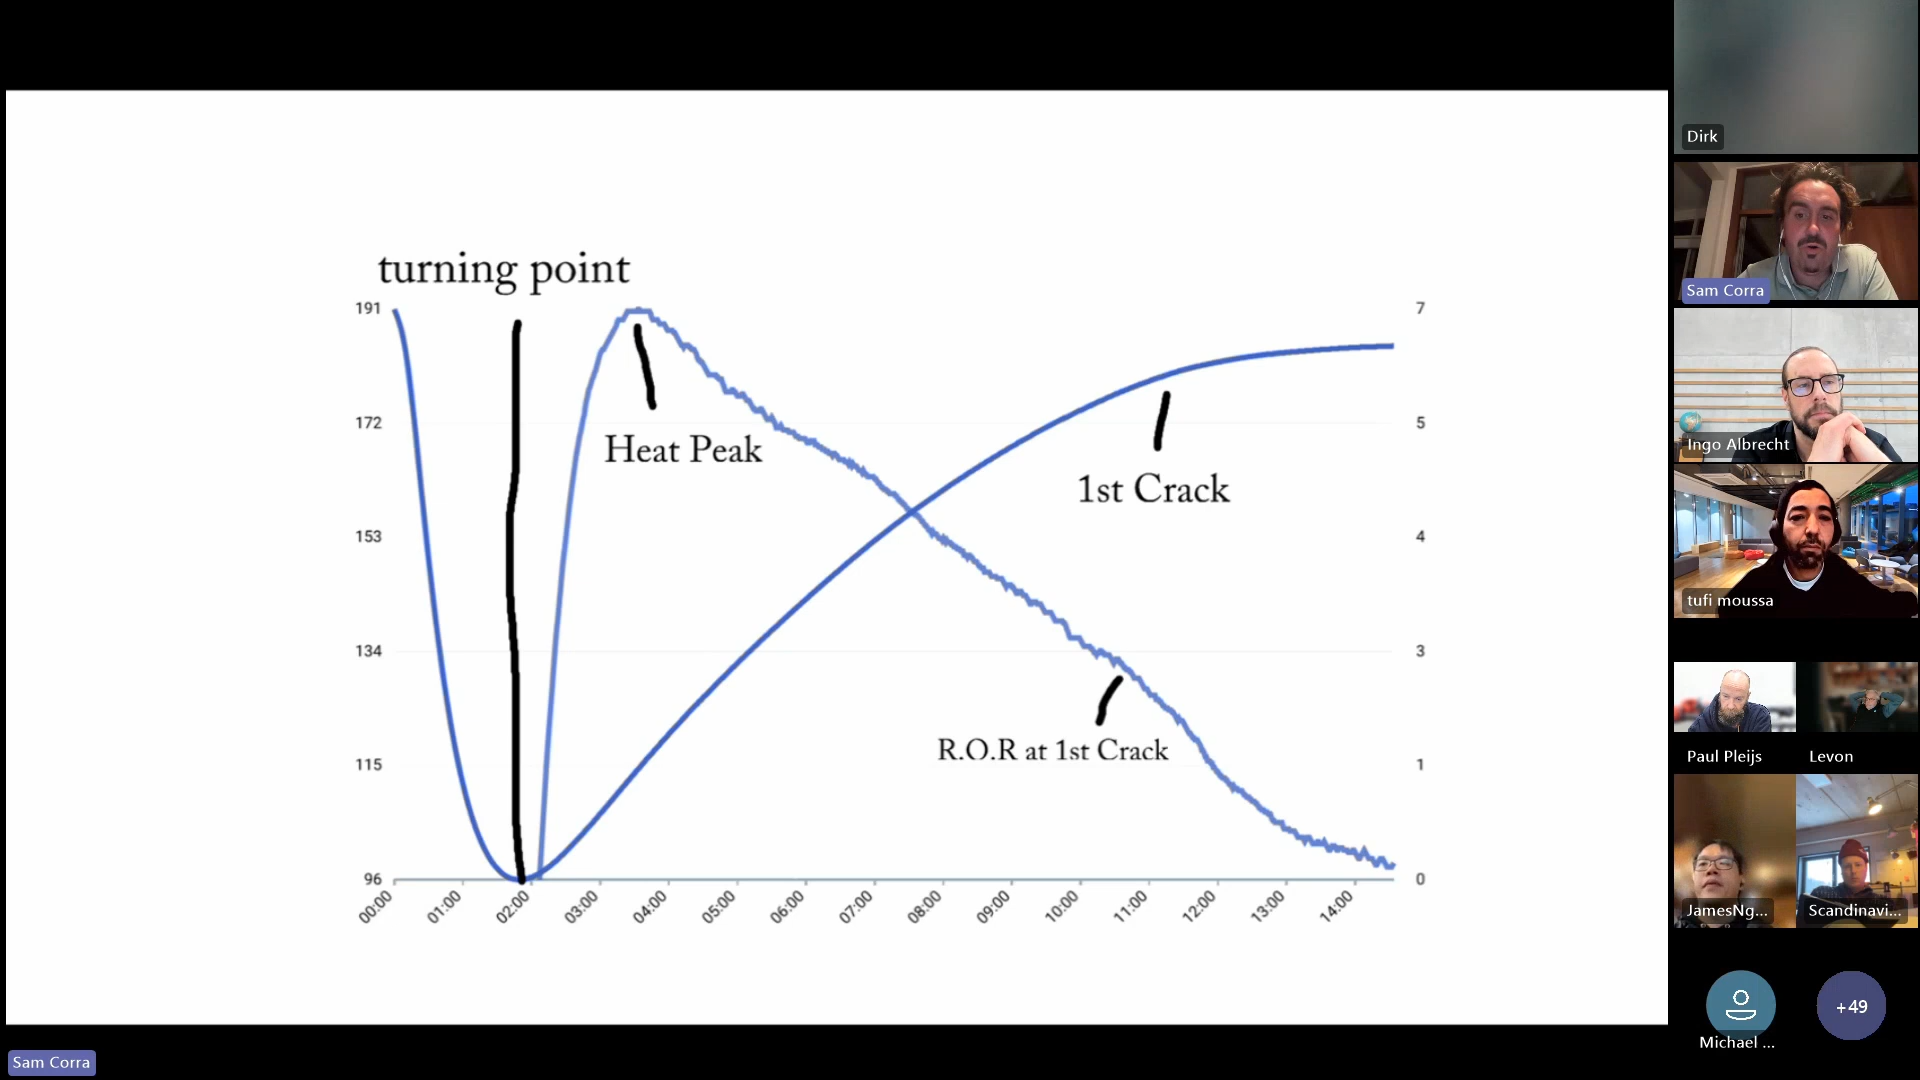 turning point
191
172
153
134
115
96
7
5
4
3
1
0
Heat Peak
1st Crack
R.O.R at 1st Crack
00:00
01:00
02:00
03:00
04:00
05:00
06:00
07:00
08:00
09:00
10:00
11:00
12:00
13:00
14:00
Sam Corra
Dirk
Sam Corra
Ingo Albrecht
tufi moussa
Paul Pleijs
Levon
JamesNg...
Scandinavi...
Michael ...
+49